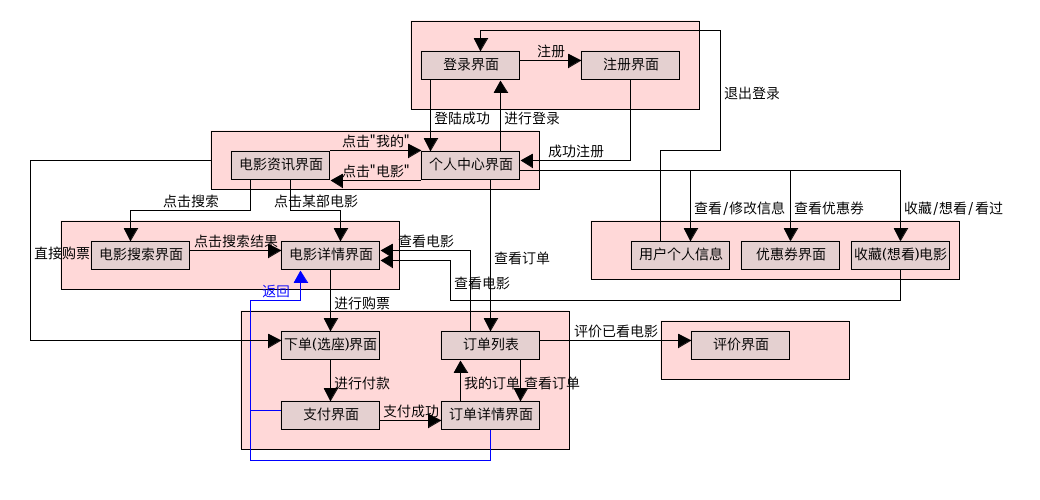 注册
登录界面
注册界面
退出登录
登陆成功
进行登录
点击"我的"
成功注册
电影资讯界面
个人中心界面
点击"电影"
点击搜索
点击某部电影
查看/修改信息
查看优惠券
收藏/想看/看过
直接购票
电影搜索界面
点击搜索结果
电影详情界面
查看电影
查看订单
用户个人信息
优惠券界面
收藏(想看)电影
查看电影
返回
进行购票
下单(选座)界面
订单列表
评价已看电影
评价界面
进行付款
我的订单
查看订单
支付界面
支付成功
订单详情界面